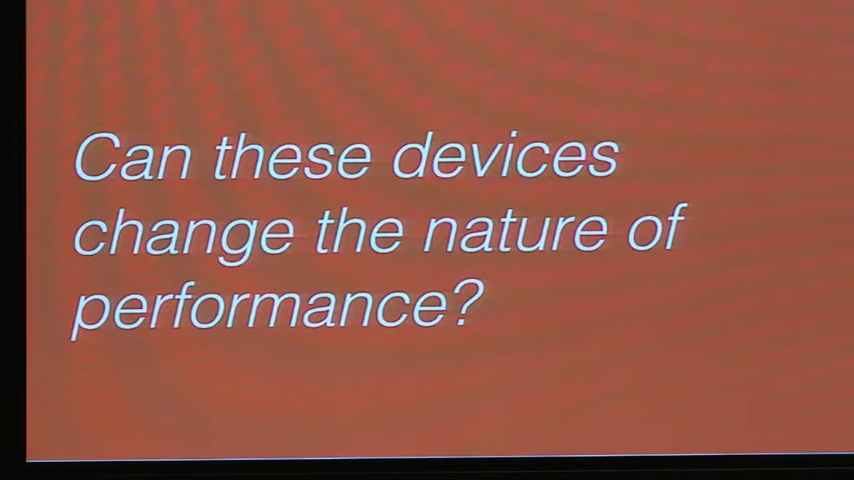 Can these devices
change the nature of
performance?